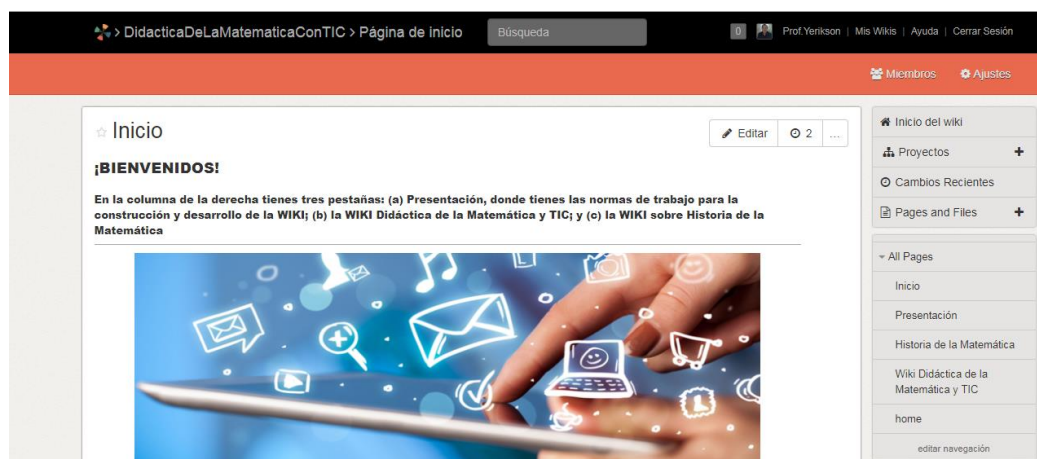 > DidacticaDeLaMatematicaConTIC > Página de inicio
Búsqueda
0 Prof.Yerikson | Mis Wikis | Ayuda | Cerrar Sesión
Miembros Ajustes
Inicio
Editar 2 ...
¡BIENVENIDOS!
En la columna de la derecha tienes tres pestañas: (a) Presentación, donde tienes las normas de trabajo para la
construcción y desarrollo de la WIKI; (b) la WIKI Didáctica de la Matemática y TIC; y (c) la WIKI sobre Historia de la
Matemática
Inicio del wiki
Proyectos +
Cambios Recientes
Pages and Files +
All Pages
Inicio
Presentación
Historia de la Matemática
Wiki Didáctica de la
Matemática y TIC
home
editar navegación